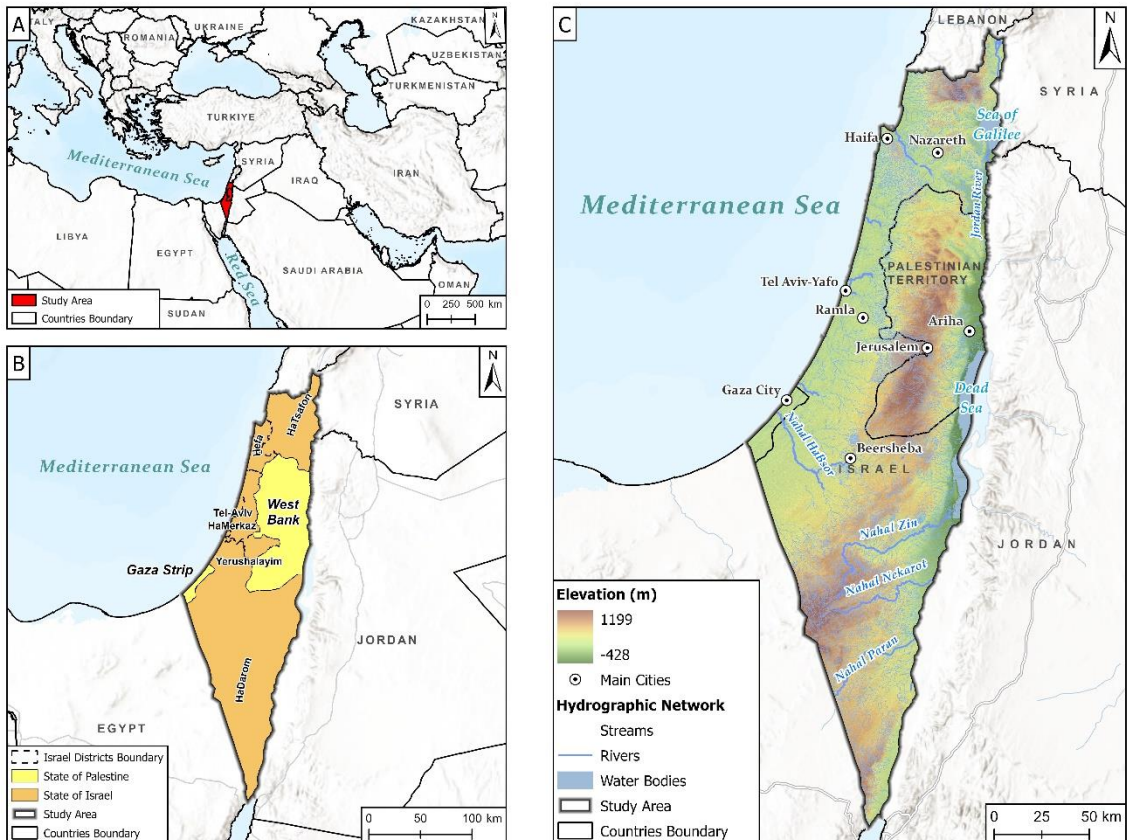 A
N
ITALY
UKRAINE
KAZAKHSTAN
ROMANIA
UZBEKISTAN
TURKMENISTAN
TURKIYE
Mediterranean Sea
SYRIA
IRAQ
IRAN
LIBYA
EGYPT
Red Sea
SAUDI ARABIA
OMAN
SUDAN
Study Area
Countries Boundary
0 250 500 km
B
N
SYRIA
HaTsafon
Hefa
Mediterranean Sea
West
Bank
Tel-Aviv
HaMerkaz
Yerushalayim
Gaza Strip
JORDAN
HaDarom
EGYPT
Israel Districts Boundary
State of Palestine
State of Israel
Study Area
Countries Boundary
0 50 100 km
C
N
LEBANON
SYRIA
Sea of
Galilee
Haifa
Nazareth
Jordan River
Mediterranean Sea
PALESTINIAN
TERRITORY
Tel Aviv-Yafo
Ramla
Ariha
Jerusalem
Gaza City
Dead
Sea
Nahal HaBsor
Beersheba
ISRAEL
Nahal Zin
JORDAN
Nahal Nekarot
Nahal Paran
EGYPT
Elevation (m)
1199
-428
Main Cities
Hydrographic Network
Streams
Rivers
Water Bodies
Study Area
Countries Boundary
0 25 50 km